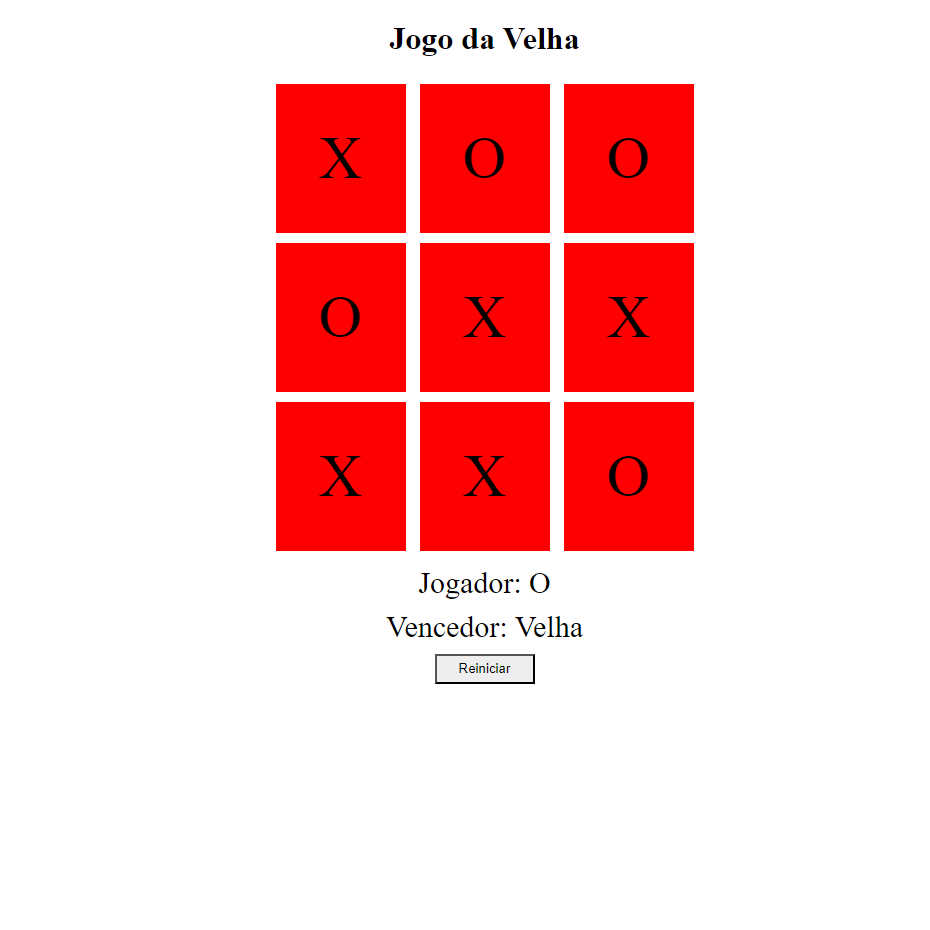 Jogo da Velha
X O O
O X X
X X O
Jogador: O
Vencedor: Velha
Reiniciar